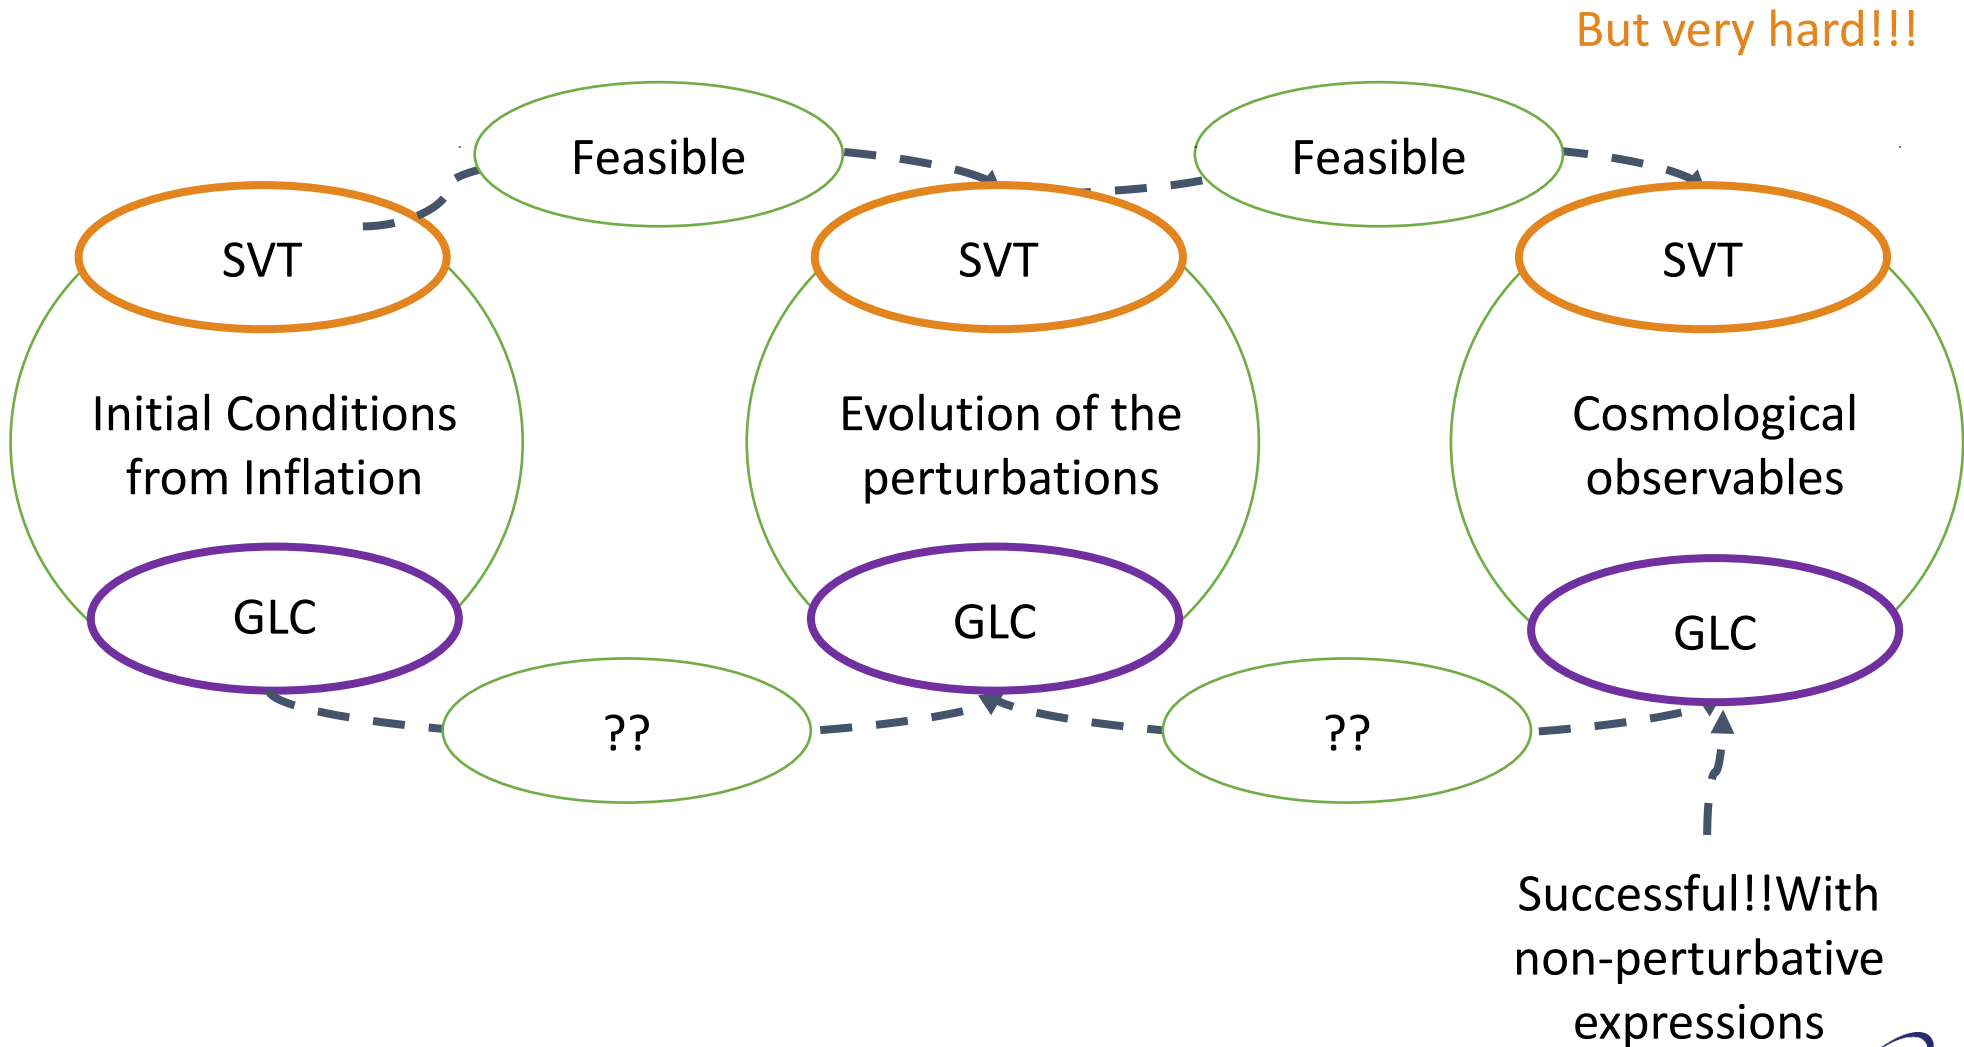 But very hard!!!
Feasible
Feasible
SVT
SVT
SVT
Initial Conditions
from Inflation
Evolution of the
perturbations
Cosmological
observables
GLC
GLC
GLC
??
??
Successful!!With
non-perturbative
expressions